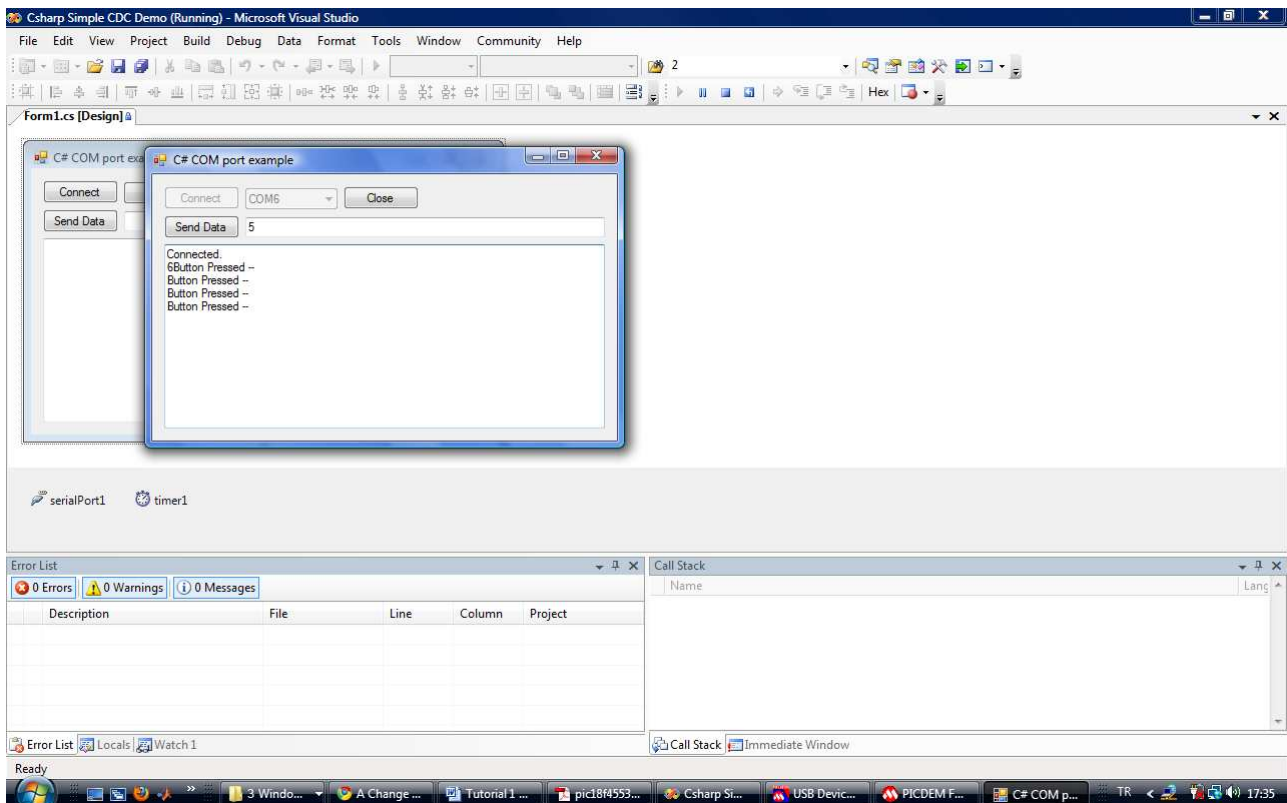 Csharp Simple CDC Demo (Running) - Microsoft Visual Studio
File Edit View Project Build Debug Data Format Tools Window Community Help
2
Hex
Form1.cs [Design]
C# COM port exa
C# COM port example
Connect
Connect COM6 Close
Send Data
Send Data 5
Connected.
6Button Pressed --
Button Pressed --
Button Pressed --
Button Pressed --
serialPort1 timer1
Error List
Call Stack
0 Errors 0 Warnings 0 Messages
Name Lang
Description File Line Column Project
Error List Locals Watch 1
Call Stack Immediate Window
Ready
3 Windo... A Change ... Tutorial 1 ... pic18f4553... Csharp Si... USB Devic... PICDEM F... C# COM p... TR 17:35